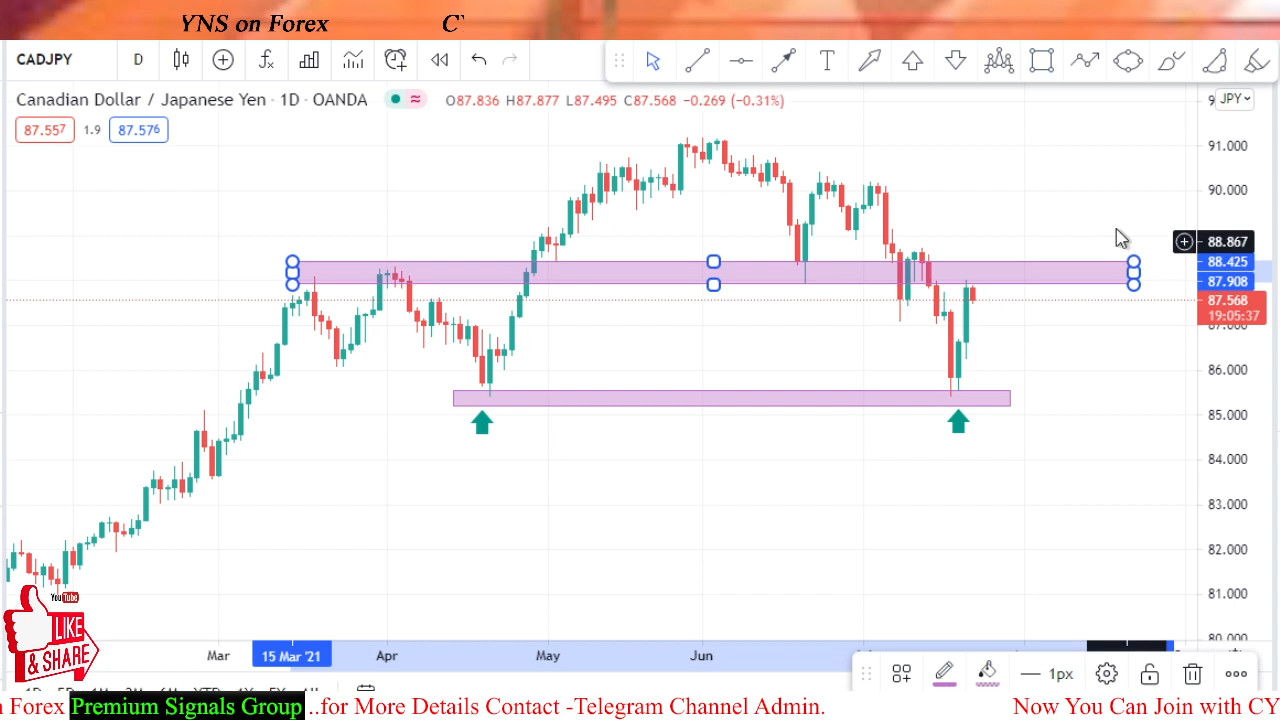 YNS on Forex CY
CADJPY D
Canadian Dollar / Japanese Yen · 1D · OANDA O87.836 H87.877 L87.495 C87.568 −0.269 (−0.31%)
JPY
87.557 1.9 87.576
91.000
90.000
88.867
88.425
87.908
87.568
19:05:37
87.000
86.000
85.000
84.000
83.000
82.000
81.000
80.000
YouTube
LIKE
& SHARE
Mar 15 Mar '21 Apr May Jun
1px
n Forex Premium Signals Group ..for More Details Contact -Telegram Channel Admin. Now You Can Join with CY